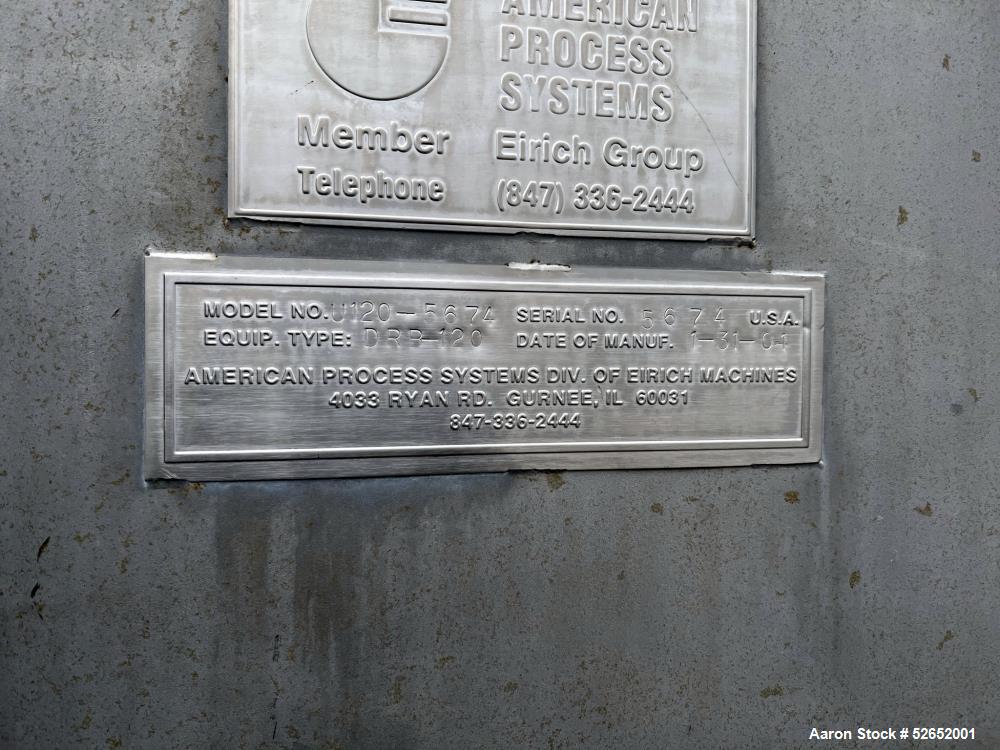 AMERICAN
PROCESS
SYSTEMS
Member Eirich Group
Telephone (847) 336-2444
MODEL NO. U120-5674 SERIAL NO. 5674 U.S.A.
EQUIP. TYPE: DRB-120 DATE OF MANUF. 1-31-01
AMERICAN PROCESS SYSTEMS DIV. OF EIRICH MACHINES
4033 RYAN RD. GURNEE, IL 60031
847-336-2444
Aaron Stock # 52652001